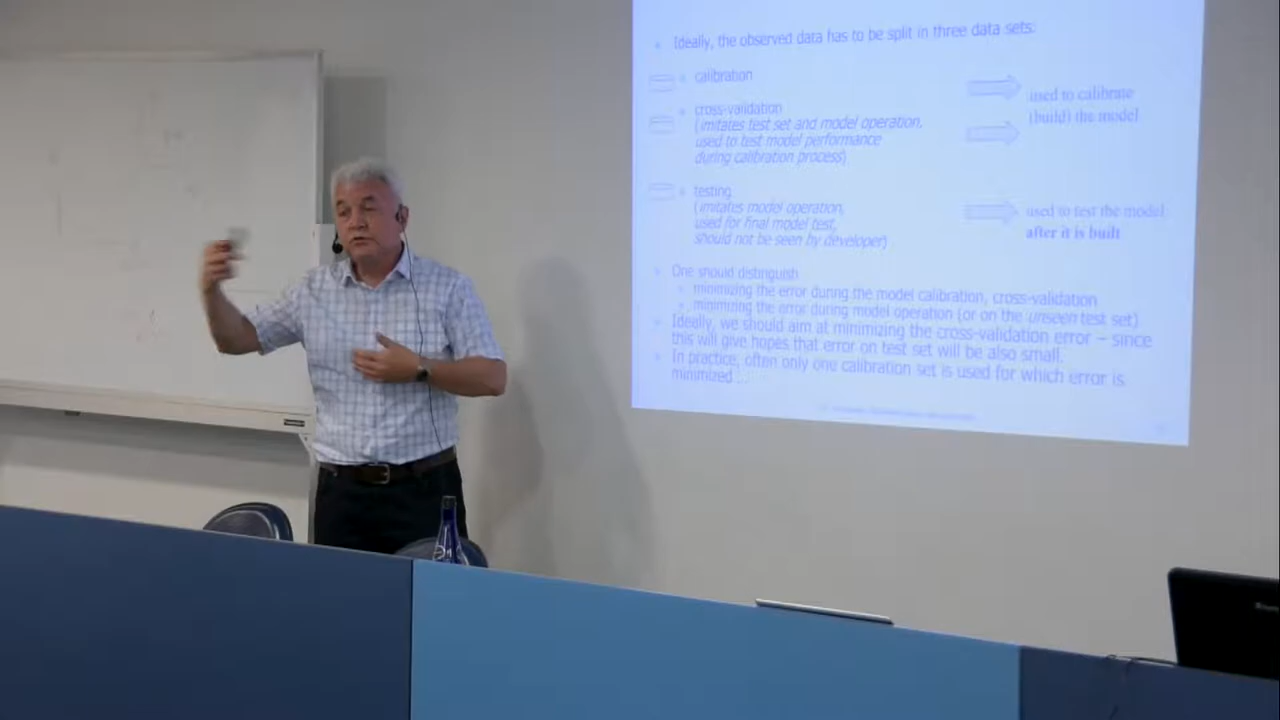 Ideally, the observed data has to be split in three data sets:
calibration
cross-validation
(imitates test set and model operation,
used to test model performance
during calibration process)
used to calibrate
(build) the model
testing
(imitates model operation,
used for final model test,
should not be seen by developer)
used to test the model
after it is built
One should distinguish
minimizing the error during the model calibration, cross-validation
minimizing the error during model operation (or on the unseen test set)
Ideally, we should aim at minimizing the cross-validation error – since
this will give hopes that error on test set will be also small.
In practice, often only one calibration set is used for which error is
minimized ...